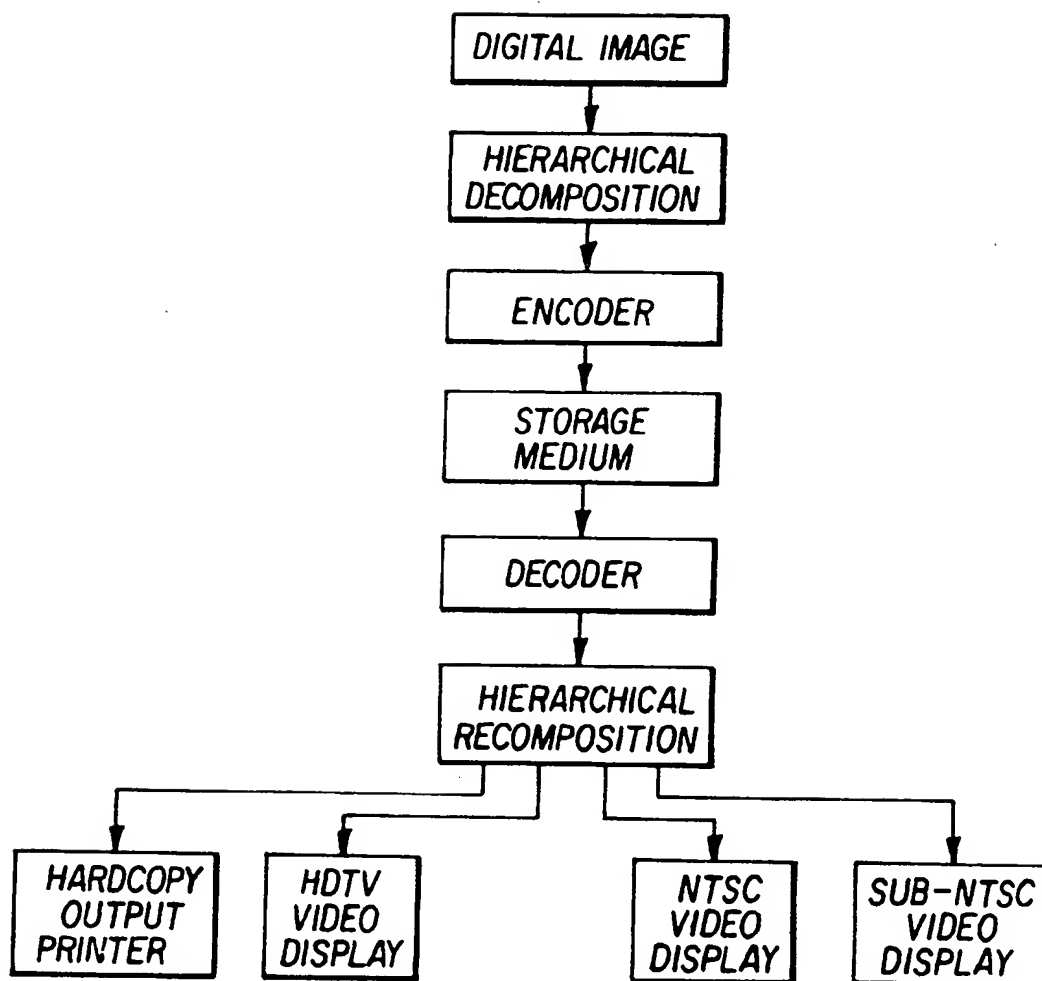 DIGITAL IMAGE
HIERARCHICAL
DECOMPOSITION
ENCODER
STORAGE
MEDIUM
DECODER
HIERARCHICAL
RECOMPOSITION
HARDCOPY
OUTPUT
PRINTER
HDTV
VIDEO
DISPLAY
NTSC
VIDEO
DISPLAY
SUB-NTSC
VIDEO
DISPLAY